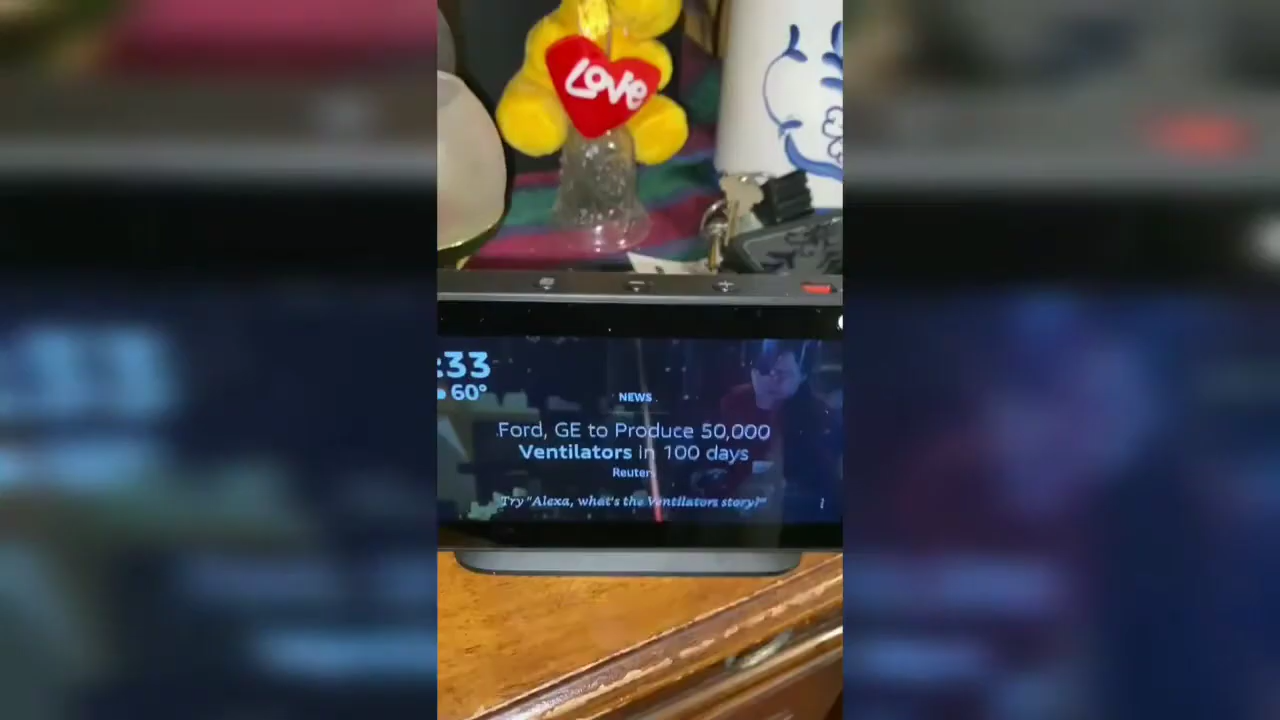 Love
:33
60°
NEWS
Ford, GE to Produce 50,000
Ventilators in 100 days
Reuters
Try "Alexa, what's the Ventilators story?"